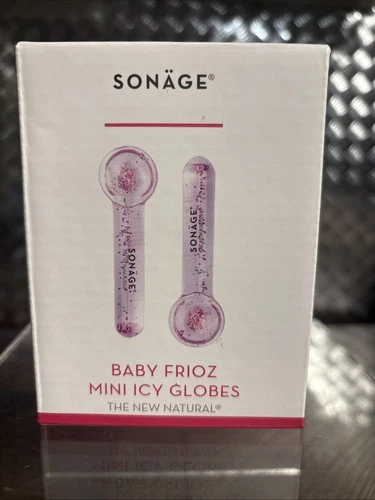 SONÄGE®
SONÄGE
SONÄGE
BABY FRIOZ
MINI ICY GLOBES
THE NEW NATURAL®